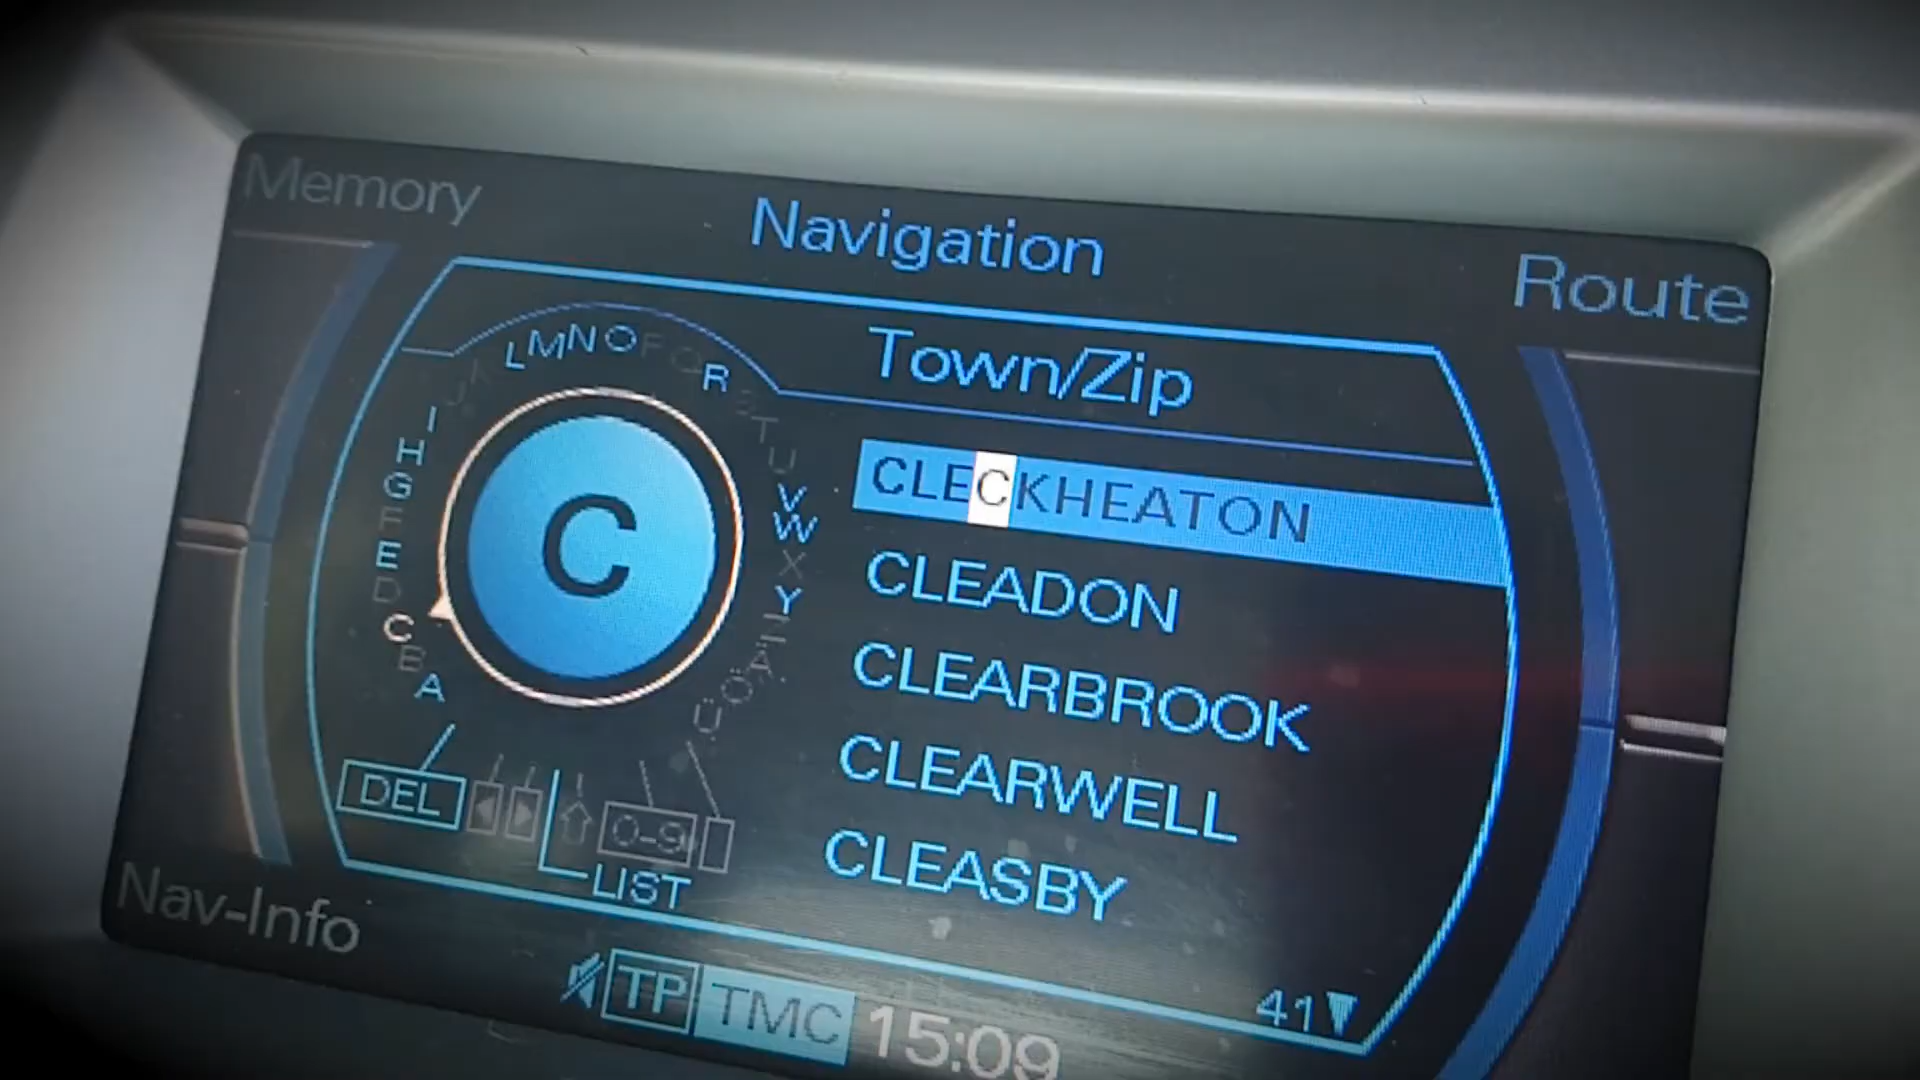 Memory
Navigation
Route
Town/Zip
A B C D E F G H I J K L M N O P Q R S T U V W X Y Z Ä Ö Ü
C
CLECKHEATON
CLEADON
CLEARBROOK
CLEARWELL
CLEASBY
DEL
0-9
LIST
Nav-Info
TP
TMC
15:09
41